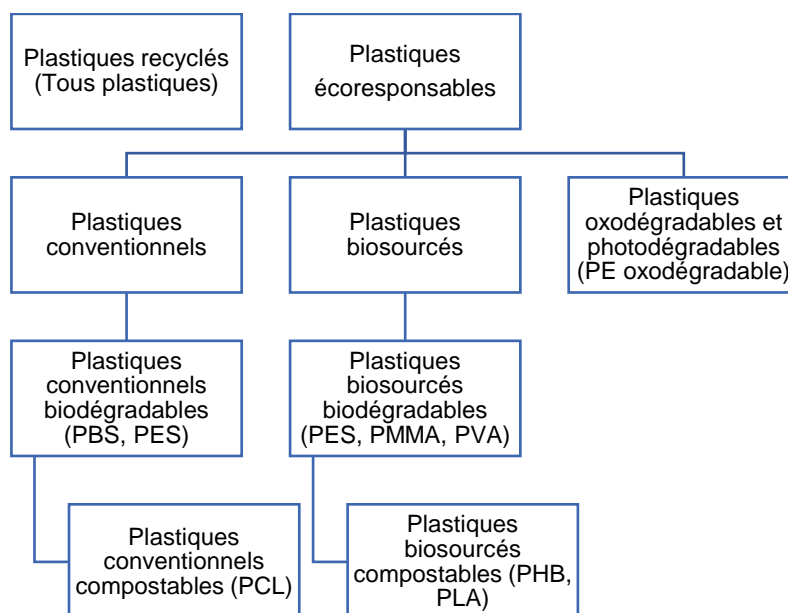 Plastiques recyclés
(Tous plastiques)
Plastiques
écoresponsables
Plastiques
conventionnels
Plastiques
biosourcés
Plastiques
oxodégradables et
photodégradables
(PE oxodégradable)
Plastiques
conventionnels
biodégradables
(PBS, PES)
Plastiques
biosourcés
biodégradables
(PES, PMMA, PVA)
Plastiques
conventionnels
compostables (PCL)
Plastiques
biosourcés
compostables (PHB,
PLA)